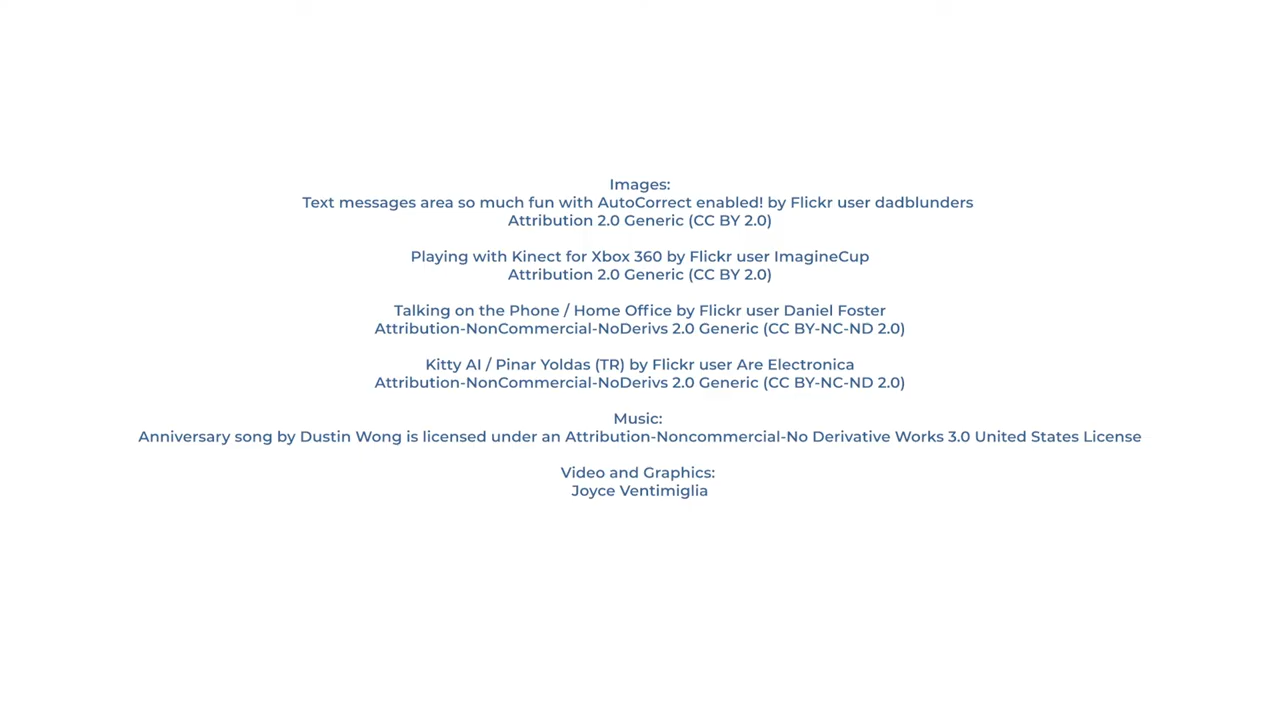 Images:
Text messages area so much fun with AutoCorrect enabled! by Flickr user dadblunders
Attribution 2.0 Generic (CC BY 2.0)
Playing with Kinect for Xbox 360 by Flickr user ImagineCup
Attribution 2.0 Generic (CC BY 2.0)
Talking on the Phone / Home Office by Flickr user Daniel Foster
Attribution-NonCommercial-NoDerivs 2.0 Generic (CC BY-NC-ND 2.0)
Kitty AI / Pinar Yoldas (TR) by Flickr user Are Electronica
Attribution-NonCommercial-NoDerivs 2.0 Generic (CC BY-NC-ND 2.0)
Music:
Anniversary song by Dustin Wong is licensed under an Attribution-Noncommercial-No Derivative Works 3.0 United States License
Video and Graphics:
Joyce Ventimiglia